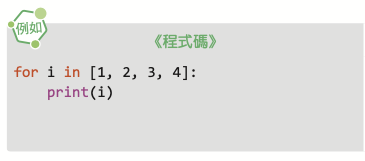 例如
《程式碼》
for i in [1, 2, 3, 4]:
    print(i)